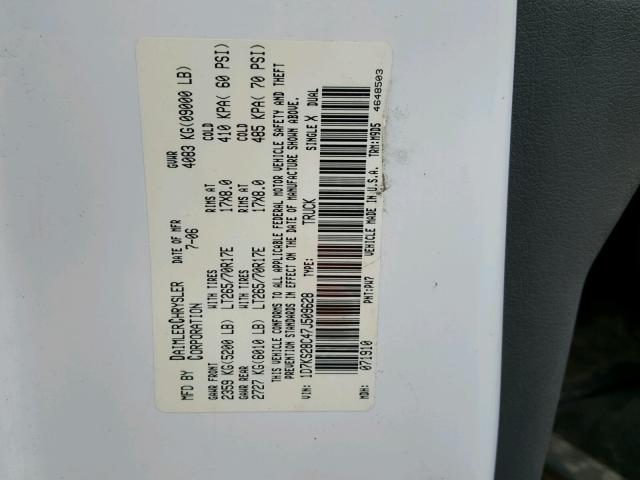 MFD BY DAIMLERCHRYSLER CORPORATION DATE OF MFR 7-06 GVWR 4083 KG(09000 LB)
GAWR FRONT WITH TIRES RIMS AT COLD
2359 KG(5200 LB) LT265/70R17E 17X8.0 410 KPA( 60 PSI)
GAWR REAR WITH TIRES RIMS AT COLD
2727 KG(6010 LB) LT265/70R17E 17X8.0 485 KPA( 70 PSI)
THIS VEHICLE CONFORMS TO ALL APPLICABLE FEDERAL MOTOR VEHICLE SAFETY AND THEFT
PREVENTION STANDARDS IN EFFECT ON THE DATE OF MANUFACTURE SHOWN ABOVE.
VIN: 1D7KS28C47J509628 TYPE: TRUCK SINGLE X DUAL
MDH: 071910 PNT:PW7 VEHICLE MADE IN U.S.A. TRM:M9D5 4648503